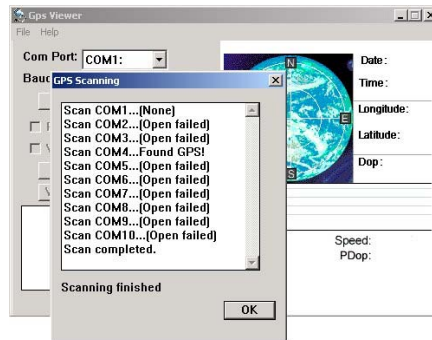 Gps Viewer
File Help
Com Port: COM1:
Baud
GPS Scanning
Scan COM1...(None)
Scan COM2...(Open failed)
Scan COM3...(Open failed)
Scan COM4...Found GPS!
Scan COM5...(Open failed)
Scan COM6...(Open failed)
Scan COM7...(Open failed)
Scan COM8...(Open failed)
Scan COM9...(Open failed)
Scan COM10...(Open failed)
Scan completed.
Scanning finished
OK
N
E
S
Date:
Time:
Longitude:
Latitude:
Dop:
Speed:
PDop: